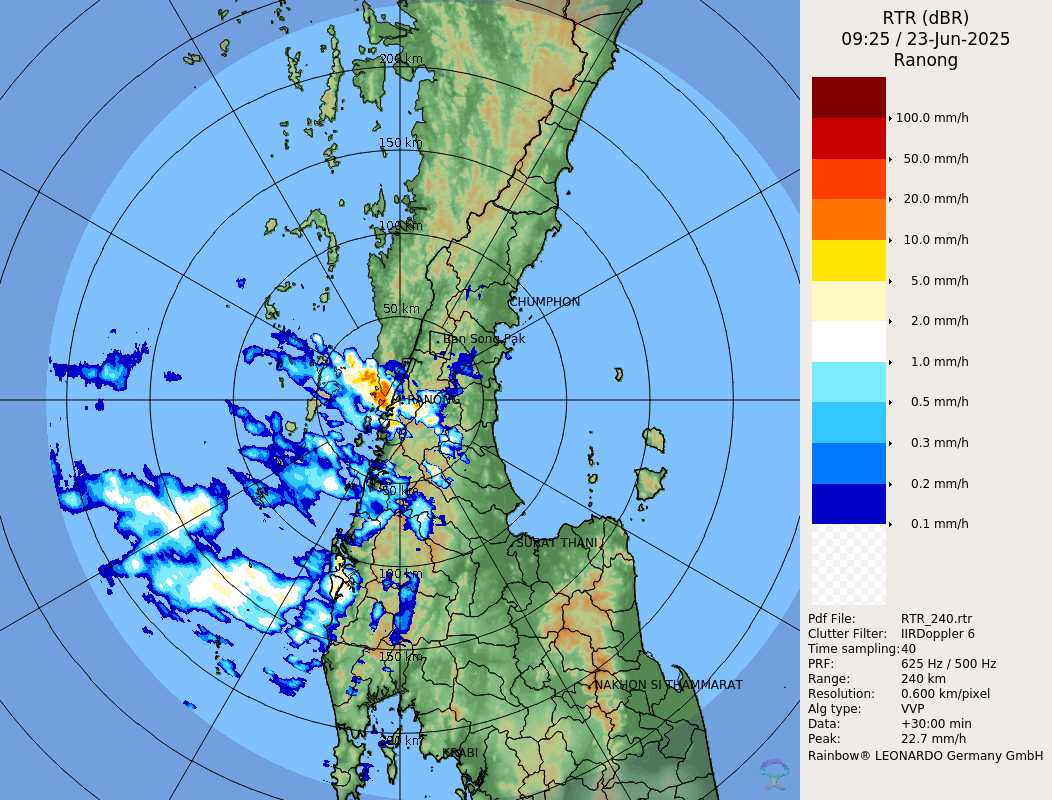 RTR (dBR)
09:25 / 23-Jun-2025
Ranong
100.0 mm/h
50.0 mm/h
20.0 mm/h
10.0 mm/h
5.0 mm/h
2.0 mm/h
1.0 mm/h
0.5 mm/h
0.3 mm/h
0.2 mm/h
0.1 mm/h
Pdf File: RTR_240.rtr
Clutter Filter: IIRDoppler 6
Time sampling:40
PRF: 625 Hz / 500 Hz
Range: 240 km
Resolution: 0.600 km/pixel
Alg type: VVP
Data: +30:00 min
Peak: 22.7 mm/h
Rainbow® LEONARDO Germany GmbH
200 km
150 km
100 km
CHUMPHON
50 km
Ban Song Pak
RANONG
50 km
SURAT THANI
100 km
150 km
NAKHON SI THAMMARAT
200 km
KRABI